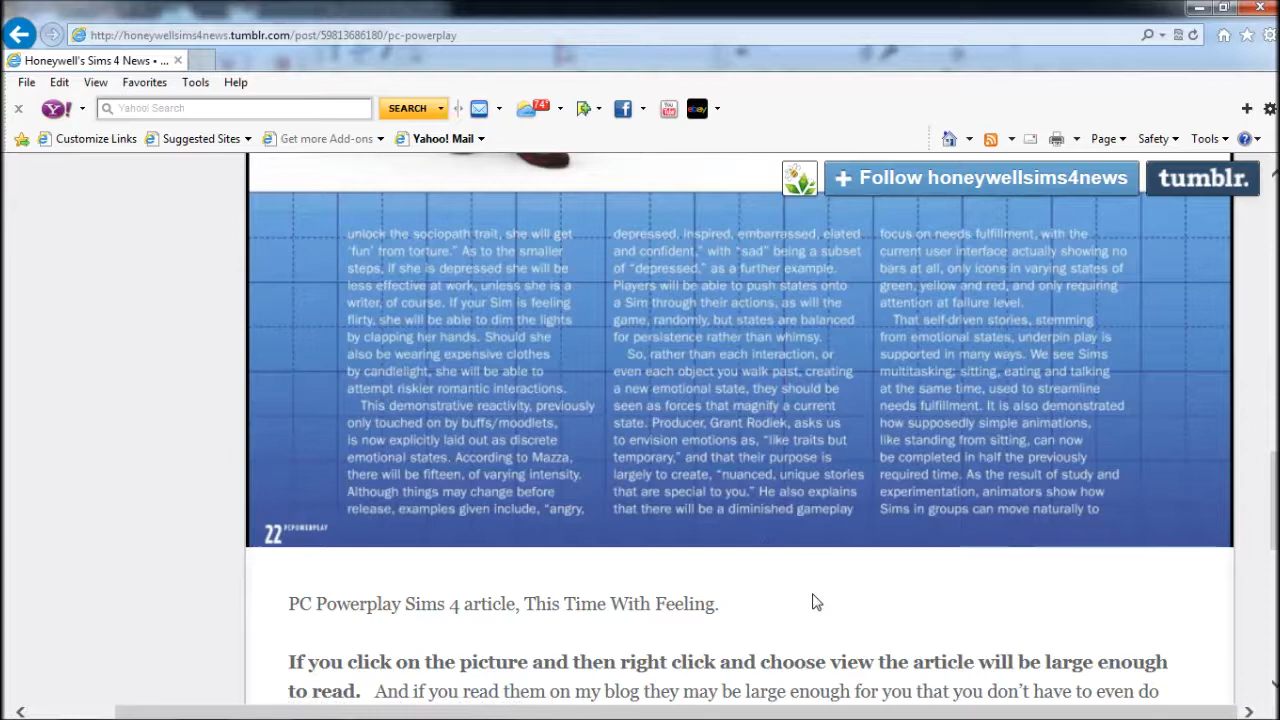 http://honeywellsims4news.tumblr.com/post/59813686180/pc-powerplay
Honeywell's Sims 4 News • ...
File Edit View Favorites Tools Help
Y! Yahoo! Search SEARCH 74° f You Tube ebay
Customize Links Suggested Sites Get more Add-ons Yahoo! Mail Page Safety Tools
+ Follow honeywellsims4news tumblr.
unlock the sociopath trait, she will get
'fun' from torture." As to the smaller
steps, if she is depressed she will be
less effective at work, unless she is a
writer, of course. If your Sim is feeling
flirty, she will be able to dim the lights
by clapping her hands. Should she
also be wearing expensive clothes
by candlelight, she will be able to
attempt riskier romantic interactions.
This demonstrative reactivity, previously
only touched on by buffs/moodlets,
is now explicitly laid out as discrete
emotional states. According to Mazza,
there will be fifteen, of varying intensity.
Although things may change before
release, examples given include, "angry,
depressed, inspired, embarrassed, elated
and confident," with "sad" being a subset
of "depressed," as a further example.
Players will be able to push states onto
a Sim through their actions, as will the
game, randomly, but states are balanced
for persistence rather than whimsy.
So, rather than each interaction, or
even each object you walk past, creating
a new emotional state, they should be
seen as forces that magnify a current
state. Producer, Grant Rodiek, asks us
to envision emotions as, "like traits but
temporary," and that their purpose is
largely to create, "nuanced, unique stories
that are special to you." He also explains
that there will be a diminished gameplay
focus on needs fulfillment, with the
current user interface actually showing no
bars at all, only icons in varying states of
green, yellow and red, and only requiring
attention at failure level.
That self-driven stories, stemming
from emotional states, underpin play is
supported in many ways. We see Sims
multitasking; sitting, eating and talking
at the same time, used to streamline
needs fulfillment. It is also demonstrated
how supposedly simple animations,
like standing from sitting, can now
be completed in half the previously
required time. As the result of study and
experimentation, animators show how
Sims in groups can move naturally to
22 PCPOWERPLAY
PC Powerplay Sims 4 article, This Time With Feeling.
If you click on the picture and then right click and choose view the article will be large enough
to read. And if you read them on my blog they may be large enough for you that you don't have to even do